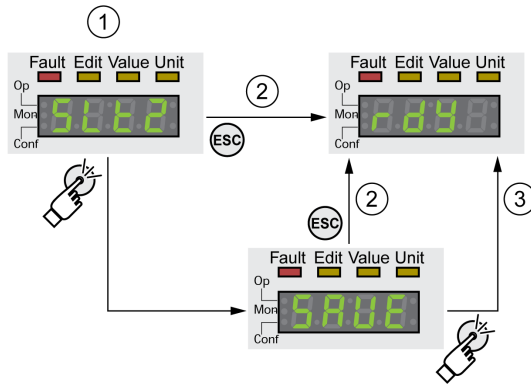 1
Fault Edit Value Unit
Op
Mon
Conf
SLt2
2
ESC
Fault Edit Value Unit
Op
Mon
Conf
rdy
ESC
2
3
Fault Edit Value Unit
Op
Mon
Conf
SAVE